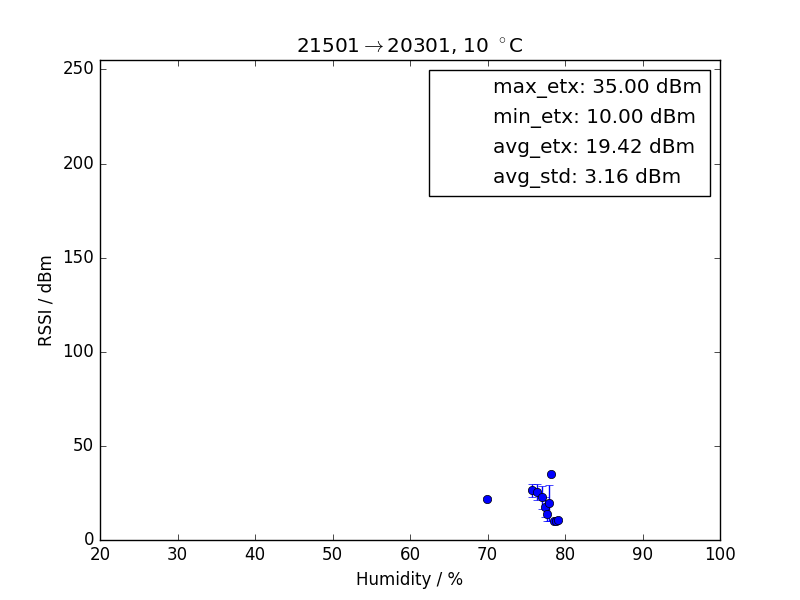 21501→20301, 10 °C
max_etx: 35.00 dBm
min_etx: 10.00 dBm
avg_etx: 19.42 dBm
avg_std: 3.16 dBm
RSSI / dBm
250
200
150
100
50
0
20 30 40 50 60 70 80 90 100
Humidity / %